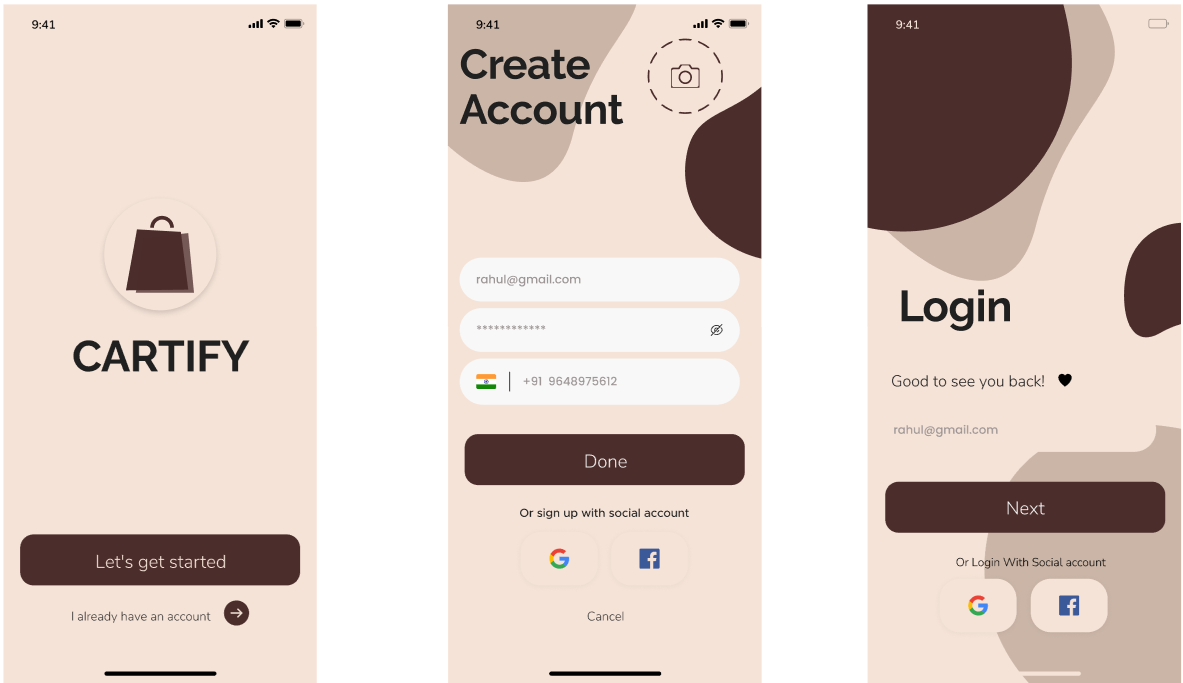 9:41
CARTIFY
Let's get started
I already have an account
9:41
Create
Account
rahul@gmail.com
************
+91 9648975612
Done
Or sign up with social account
Cancel
9:41
Login
Good to see you back!
rahul@gmail.com
Next
Or Login With Social account